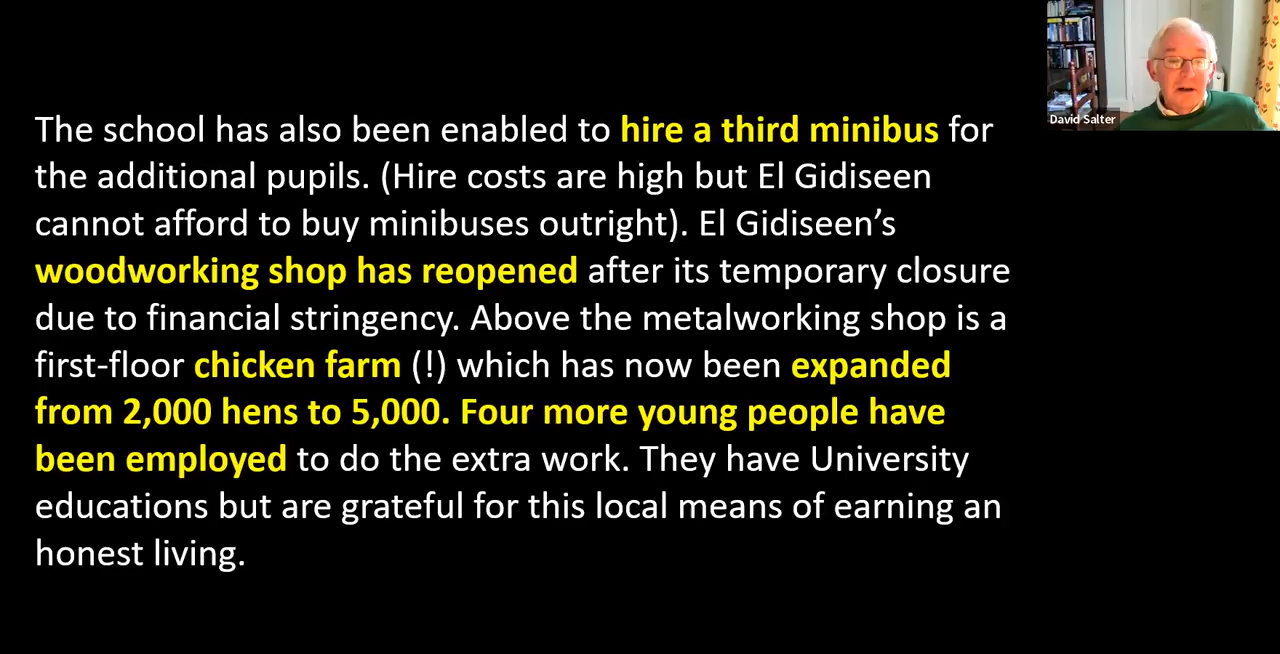 The school has also been enabled to hire a third minibus for
the additional pupils. (Hire costs are high but El Gidiseen
cannot afford to buy minibuses outright). El Gidiseen’s
woodworking shop has reopened after its temporary closure
due to financial stringency. Above the metalworking shop is a
first-floor chicken farm (!) which has now been expanded
from 2,000 hens to 5,000. Four more young people have
been employed to do the extra work. They have University
educations but are grateful for this local means of earning an
honest living.
David Salter